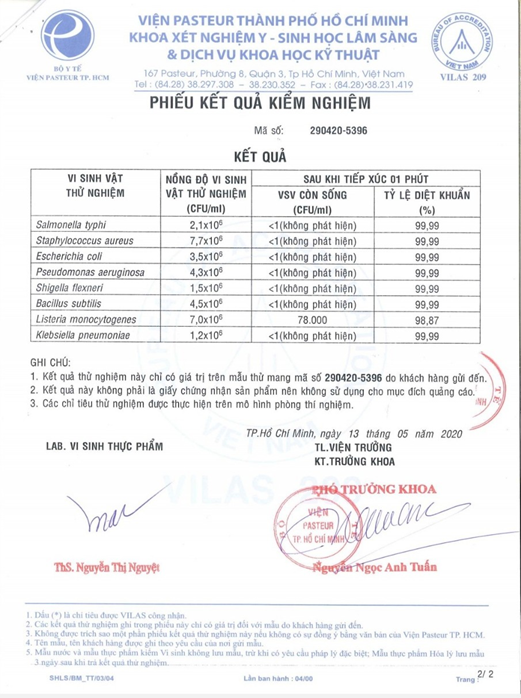 VIỆN PASTEUR THÀNH PHỐ HỒ CHÍ MINH
KHOA XÉT NGHIỆM Y - SINH HỌC LÂM SÀNG
& DỊCH VỤ KHOA HỌC KỸ THUẬT
167 Pasteur, Phường 8, Quận 3, Tp Hồ Chí Minh, Việt Nam
Tel : (84.28) 38.297.308 - 38.230.352 - Fax : (84.28)•38.231.419
BỘ Y TẾ
VIỆN PASTEUR TP. HCM
BUREAU OF ACCREDITATION
VIET NAM
VILAS 209
PHIẾU KẾT QUẢ KIỂM NGHIỆM
Mã số: 290420-5396
KẾT QUẢ
VI SINH VẬT THỬ NGHIỆM | NỒNG ĐỘ VI SINH VẬT THỬ NGHIỆM (CFU/ml) | SAU KHI TIẾP XÚC 01 PHÚT
VSV CÒN SỐNG (CFU/ml) | TỶ LỆ DIỆT KHUẨN (%)
Salmonella typhi | 2,1x10⁶ | <1(không phát hiện) | 99,99
Staphylococcus aureus | 7,7x10⁶ | <1(không phát hiện) | 99,99
Escherichia coli | 3,5x10⁶ | <1(không phát hiện) | 99,99
Pseudomonas aeruginosa | 4,3x10⁶ | <1(không phát hiện) | 99,99
Shigella flexneri | 1,5x10⁶ | <1(không phát hiện) | 99,99
Bacillus subtilis | 4,5x10⁶ | <1(không phát hiện) | 99,99
Listeria monocytogenes | 7,0x10⁶ | 78.000 | 98,87
Klebsiella pneumoniae | 1,2x10⁶ | <1(không phát hiện) | 99,99
GHI CHÚ:
1. Kết quả thử nghiệm này chỉ có giá trị trên mẫu thử mang mã số 290420-5396 do khách hàng gửi đến.
2. Kết quả này không phải là giấy chứng nhận sản phẩm nên không sử dụng cho mục đích quảng cáo.
3. Các chỉ tiêu thử nghiệm được thực hiện trên mô hình phòng thí nghiệm.
TP.Hồ Chí Minh, ngày 13 tháng 05 năm 2020
LAB. VI SINH THỰC PHẨM
TL.VIỆN TRƯỞNG
KT.TRƯỞNG KHOA
PHÓ TRƯỞNG KHOA
VIỆN
PASTEUR
TP. HỒ CHÍ MINH
ThS. Nguyễn Thị Nguyệt
Nguyễn Ngọc Anh Tuấn
VILAS 209
1. Dấu (*) là chỉ tiêu được VILAS công nhận.
2. Các kết quả thử nghiệm ghi trong phiếu này chỉ có giá trị đối với mẫu do khách hàng gửi đến.
3. Không được trích sao một phần phiếu kết quả thử nghiệm này nếu không có sự đồng ý bằng văn bản của Viện Pasteur TP. HCM.
4. Tên mẫu, tên khách hàng được ghi theo yêu cầu của nơi gửi mẫu.
5. Mẫu nước và mẫu thực phẩm kiểm Vi sinh không lưu mẫu, trừ khi có yêu cầu pháp lý đặc biệt; Mẫu thực phẩm Hóa lý lưu mẫu
3.ngày sau khi trả kết quả thử nghiệm.
SHLS/BM_TT/03/04
Lần ban hành : 04/00
Trang 2/ 2